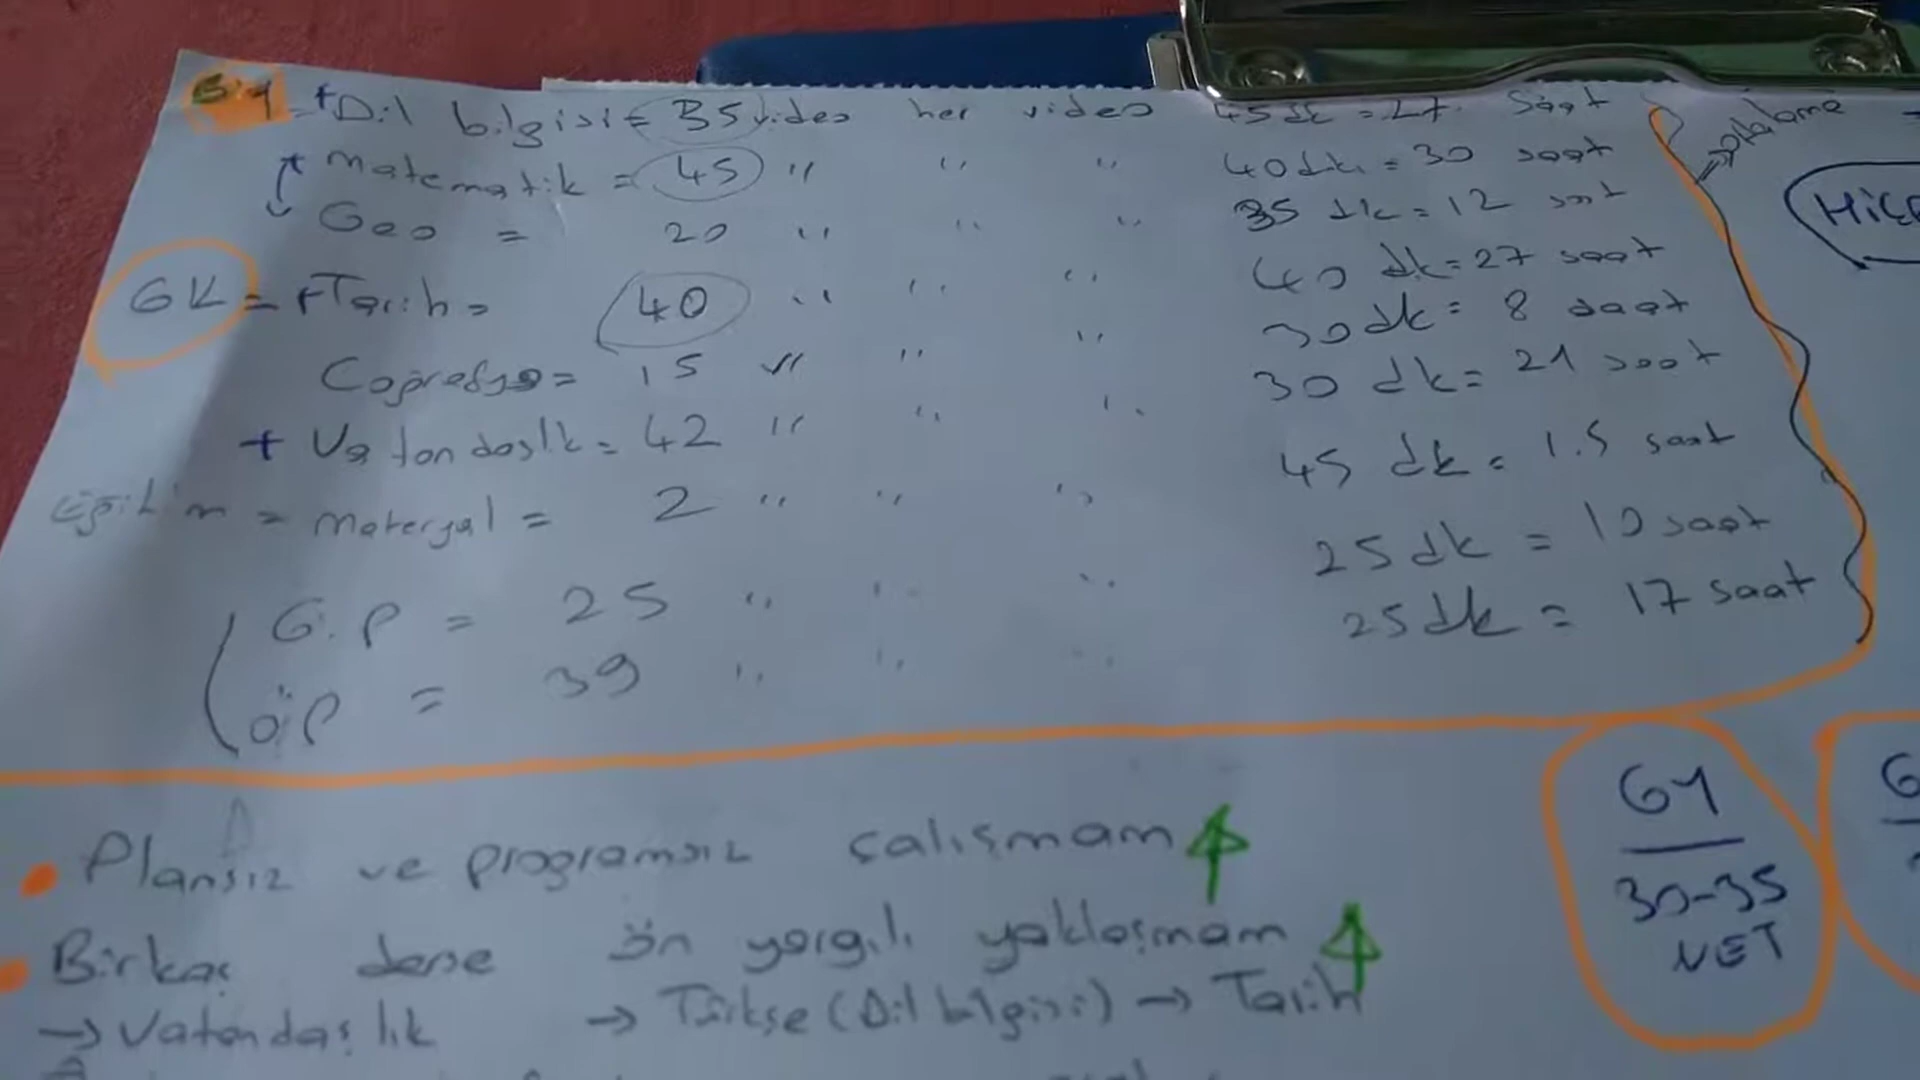 GY = + Dil bilgisi = 35 video her video 45 dk = 27 saat
Matematik = 45 " " " 40 dk = 30 saat
Geo = 20 " " " 35 dk = 12 saat
GK = + Tarih = 40 " " " 40 dk = 27 saat
Coğrafya = 15 " " " 30 dk = 8 saat
+ Vatandaşlık = 42 " " " 30 dk = 21 saat
Eğitim = Materyal = 2 " " " 45 dk = 1.5 saat
G.P = 25 " " " 25 dk = 10 saat
Ö.P = 39 " " " 25 dk = 17 saat
Plansız ve programsız çalışmam
Birkaç derse ön yargılı yaklaşmam
→ Vatandaşlık → Türkçe (Dil bilgisi) → Tarih
GY
30-35
NET